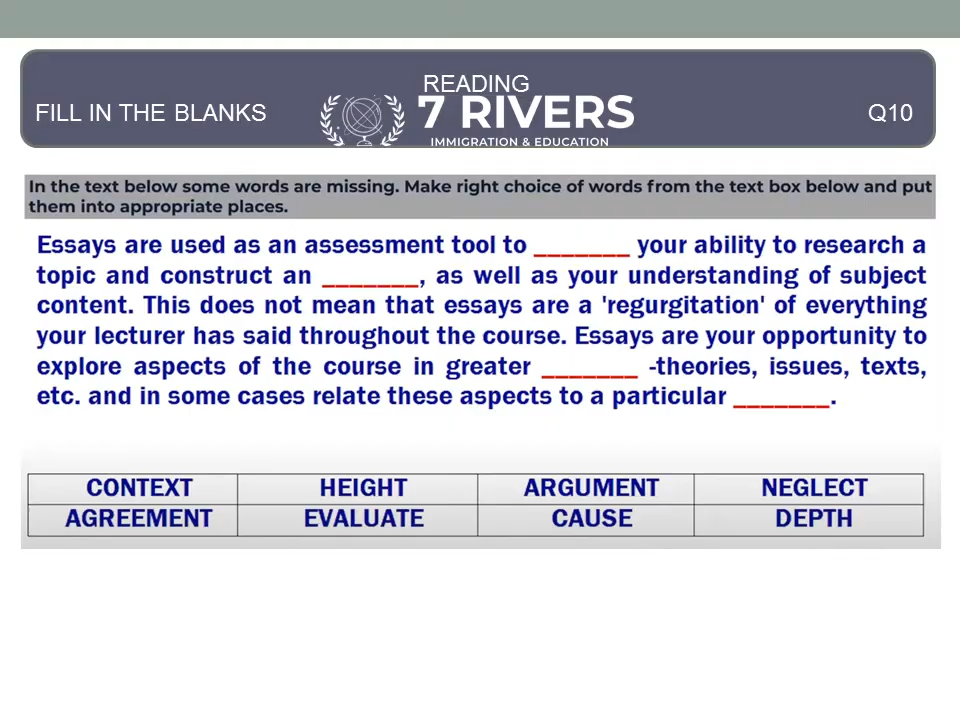 READING
FILL IN THE BLANKS
7 RIVERS
Q10
IMMIGRATION & EDUCATION
In the text below some words are missing. Make right choice of words from the text box below and put
them into appropriate places.
Essays are used as an assessment tool to _______ your ability to research a
topic and construct an _______, as well as your understanding of subject
content. This does not mean that essays are a 'regurgitation' of everything
your lecturer has said throughout the course. Essays are your opportunity to
explore aspects of the course in greater _______ -theories, issues, texts,
etc. and in some cases relate these aspects to a particular _______.
CONTEXT HEIGHT ARGUMENT NEGLECT
AGREEMENT EVALUATE CAUSE DEPTH